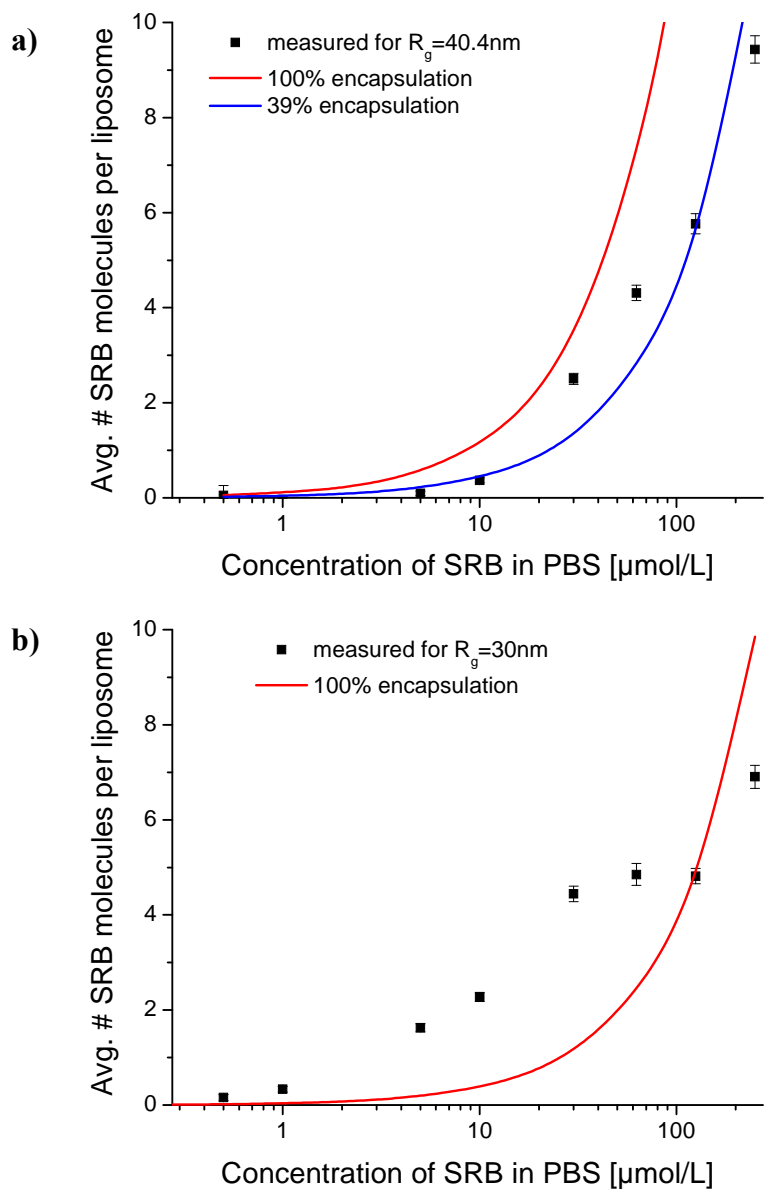 a)
Avg. # SRB molecules per liposome
10
8
6
4
2
0
measured for R_g=40.4nm
100% encapsulation
39% encapsulation
1
10
100
Concentration of SRB in PBS [µmol/L]
b)
Avg. # SRB molecules per liposome
10
8
6
4
2
0
measured for R_g=30nm
100% encapsulation
1
10
100
Concentration of SRB in PBS [µmol/L]